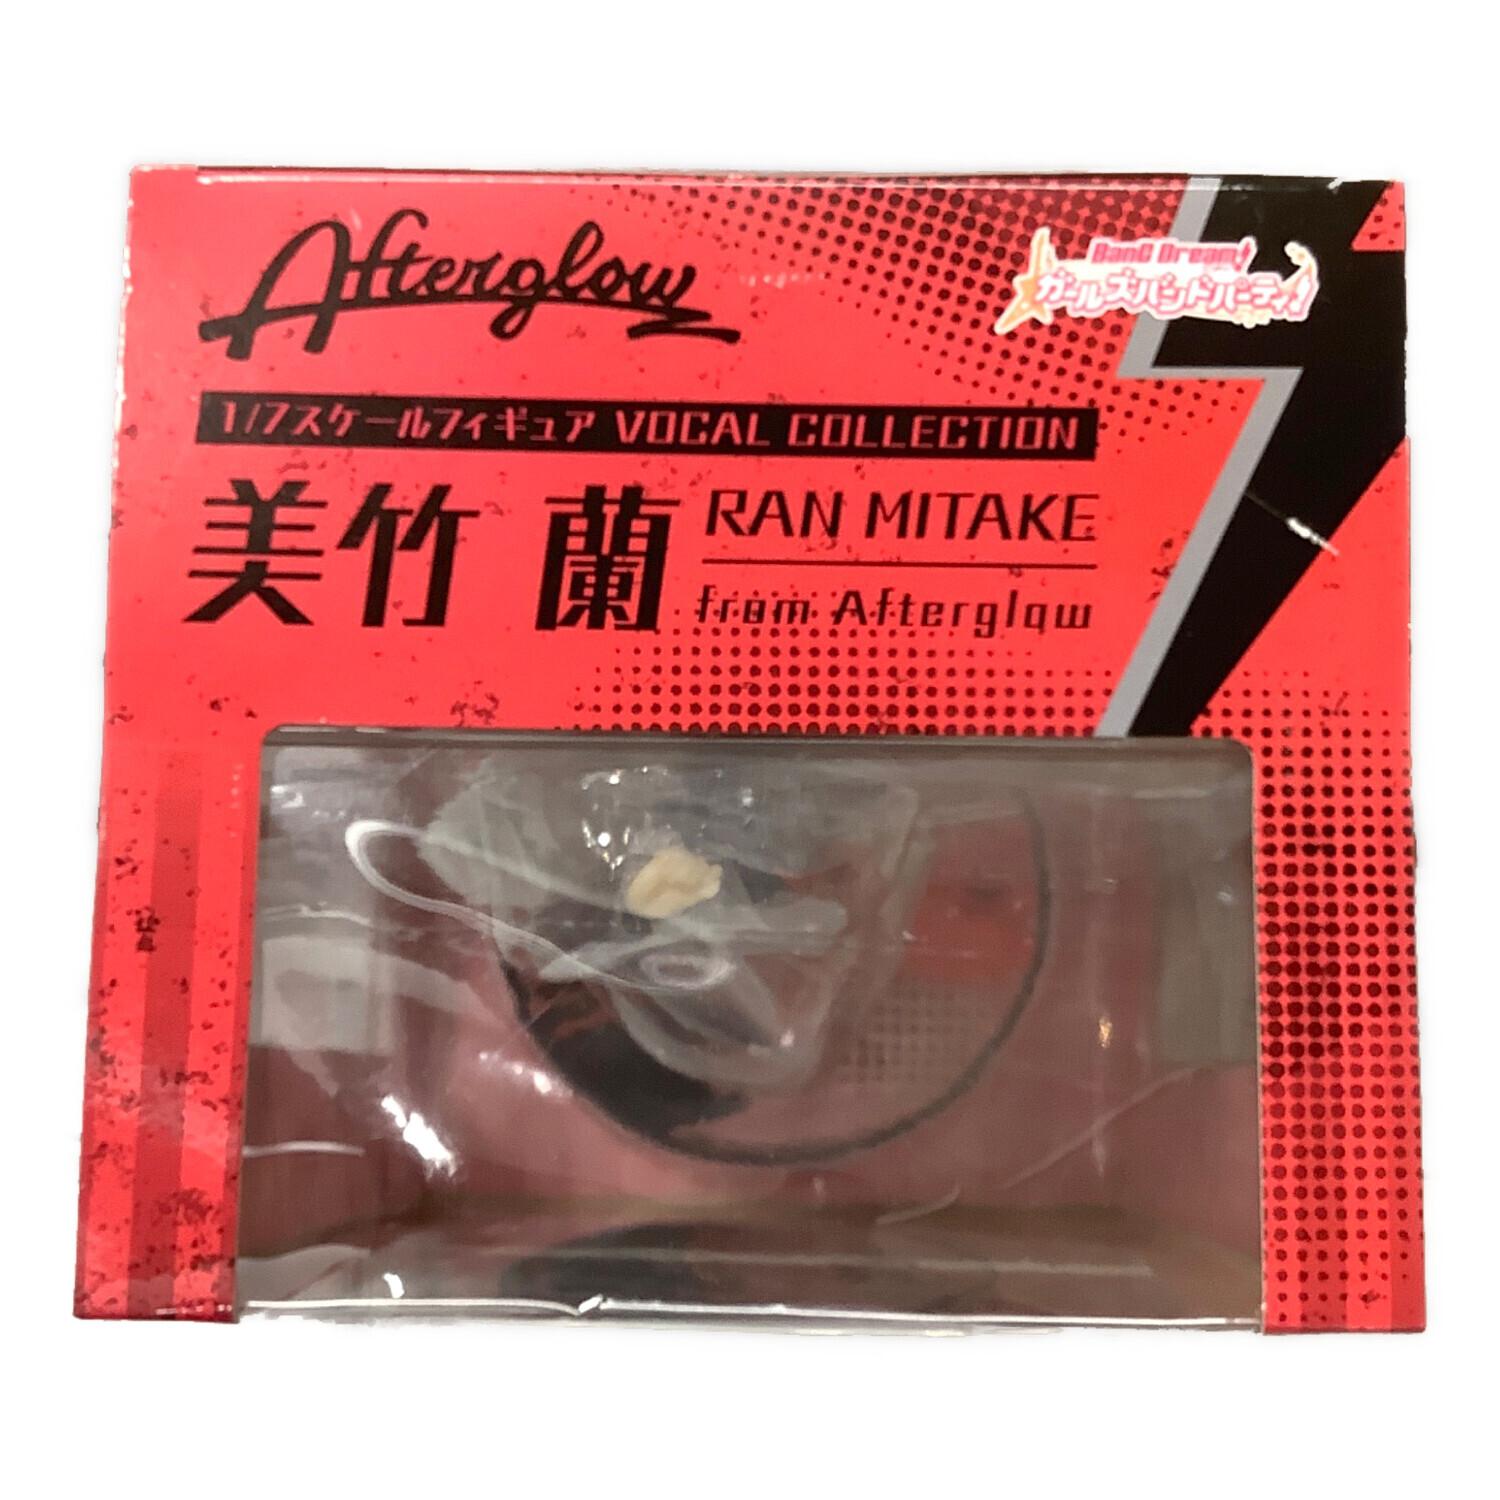 Afterglow
BanG Dream!
ガールズバンドパーティ!
1/7スケールフィギュア VOCAL COLLECTION
美竹 蘭
RAN MITAKE
from Afterglow